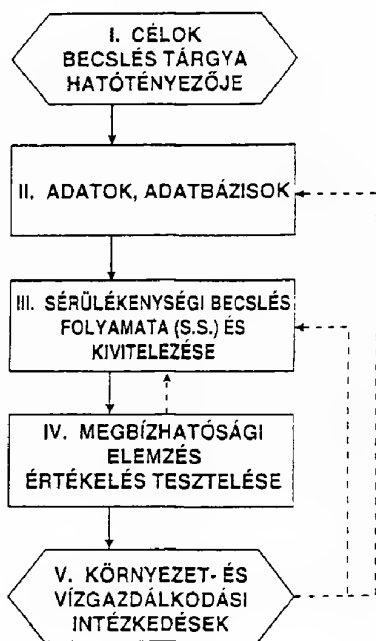 I. CÉLOK
BECSLÉS TÁRGYA
HATÓTÉNYEZŐJE
II. ADATOK, ADATBÁZISOK
III. SÉRÜLÉKENYSÉGI BECSLÉS
FOLYAMATA (S.S.) ÉS
KIVITELEZÉSE
IV. MEGBÍZHATÓSÁGI
ELEMZÉS
ÉRTÉKELÉS TESZTELÉSE
V. KÖRNYEZET- ÉS
VÍZGAZDÁLKODÁSI
INTÉZKEDÉSEK